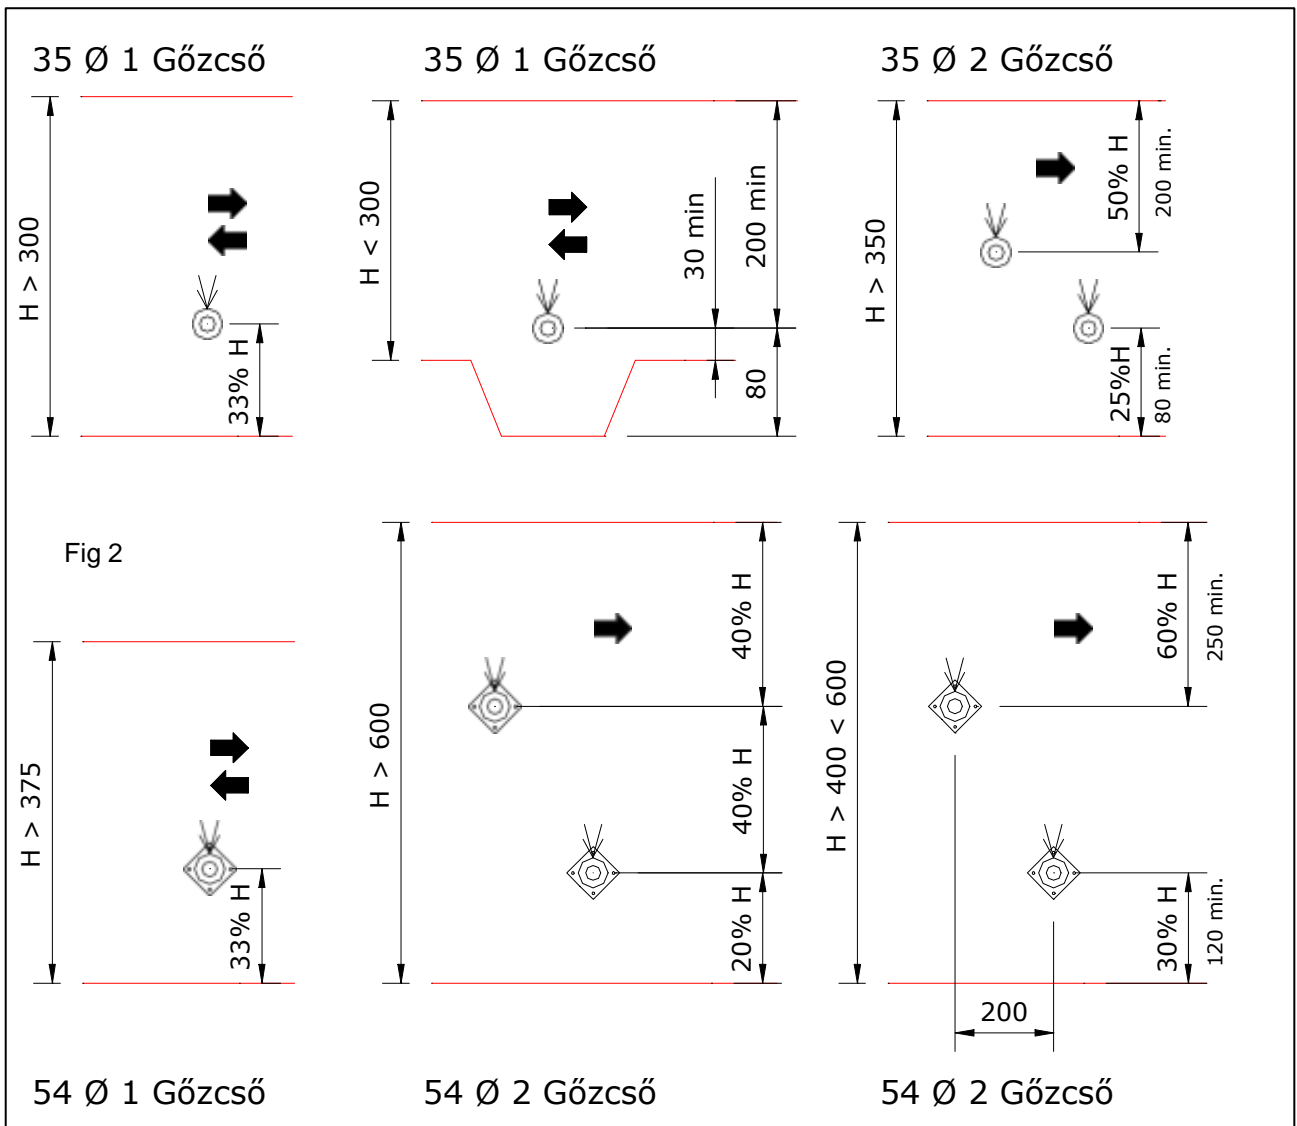 35 Ø 1 Gőzcső
35 Ø 1 Gőzcső
35 Ø 2 Gőzcső
H > 300
33% H
H < 300
30 min
200 min
80
H > 350
50% H
200 min.
25%H
80 min.
Fig 2
H > 375
33% H
H > 600
40% H
40% H
20% H
H > 400 < 600
60% H
250 min.
30% H
120 min.
200
54 Ø 1 Gőzcső
54 Ø 2 Gőzcső
54 Ø 2 Gőzcső